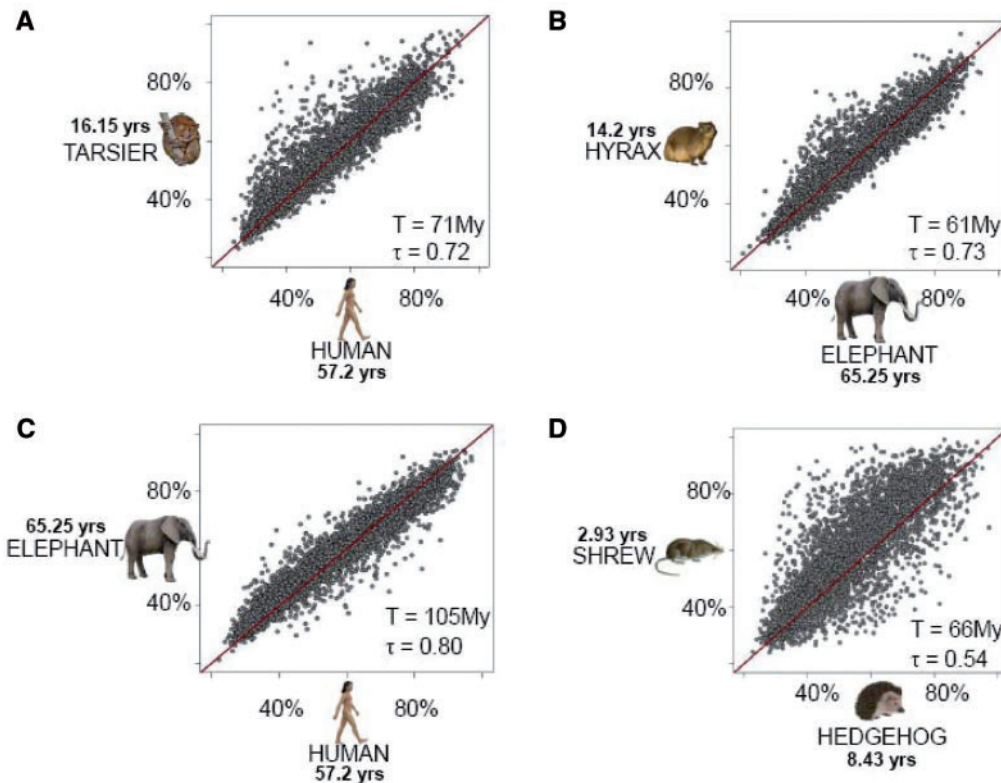 A
80%
16.15 yrs
TARSIER
40%
T = 71My
τ = 0.72
40%
80%
HUMAN
57.2 yrs
B
80%
14.2 yrs
HYRAX
40%
T = 61My
τ = 0.73
40%
80%
ELEPHANT
65.25 yrs
C
80%
65.25 yrs
ELEPHANT
40%
T = 105My
τ = 0.80
40%
80%
HUMAN
57.2 yrs
D
80%
2.93 yrs
SHREW
40%
T = 66My
τ = 0.54
40%
80%
HEDGEHOG
8.43 yrs